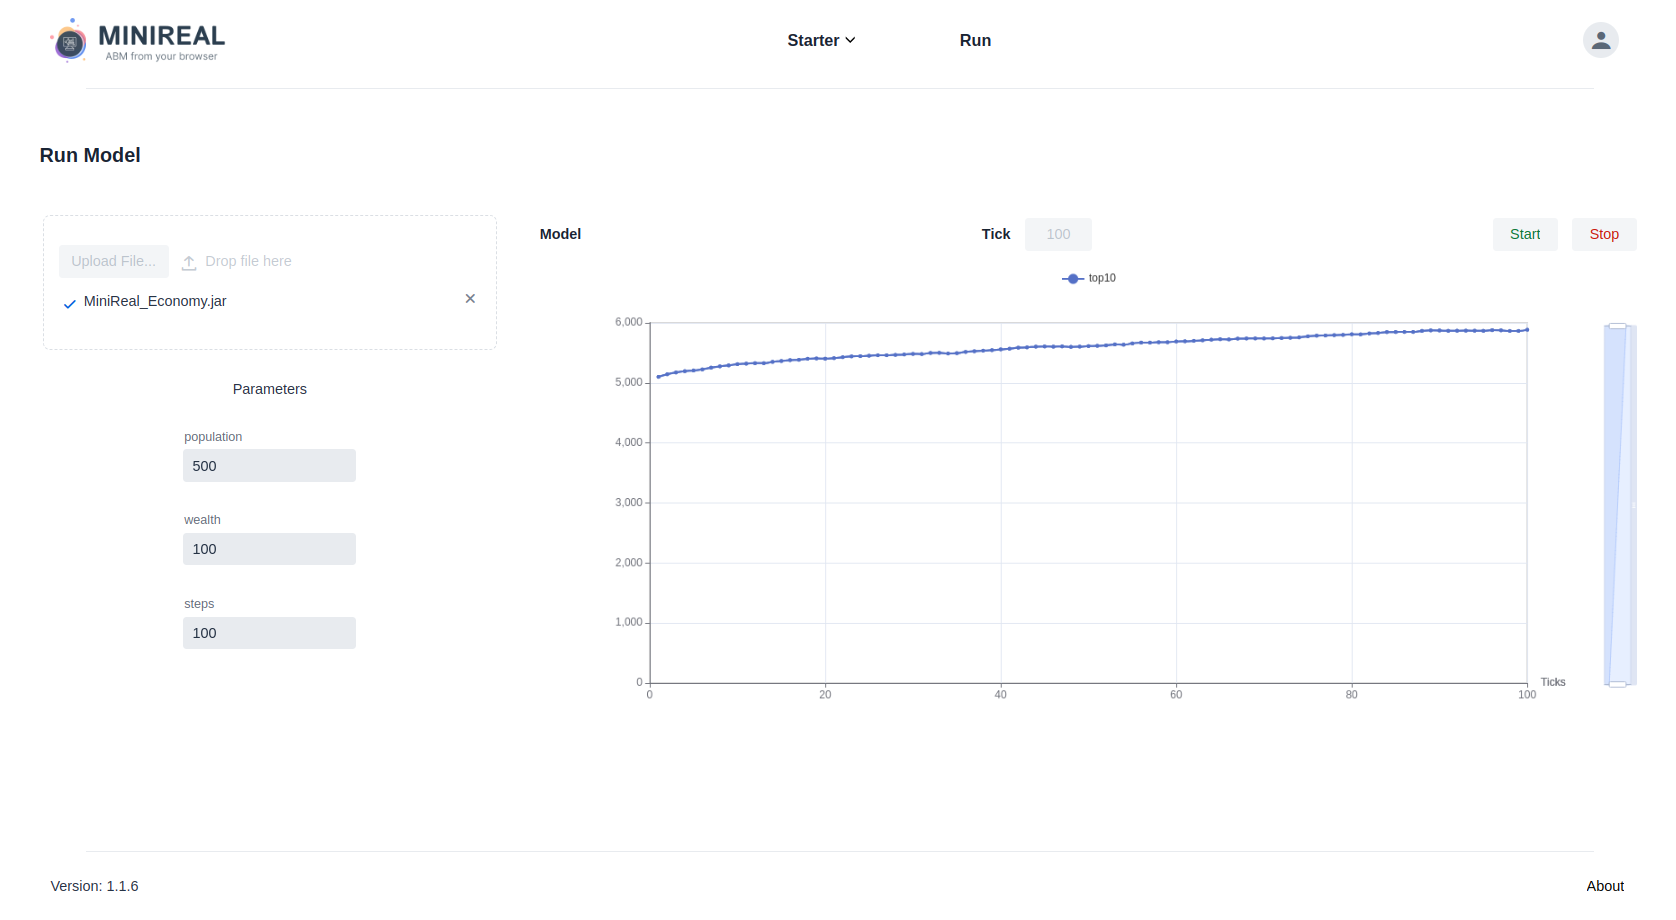 MINIREAL
ABM from your browser
Starter
Run
Run Model
Upload File...
Drop file here
MiniReal_Economy.jar
Parameters
population
500
wealth
100
steps
100
Model
Tick
100
Start
Stop
top10
6,000
5,000
4,000
3,000
2,000
1,000
0
0 20 40 60 80 100
Ticks
Version: 1.1.6
About